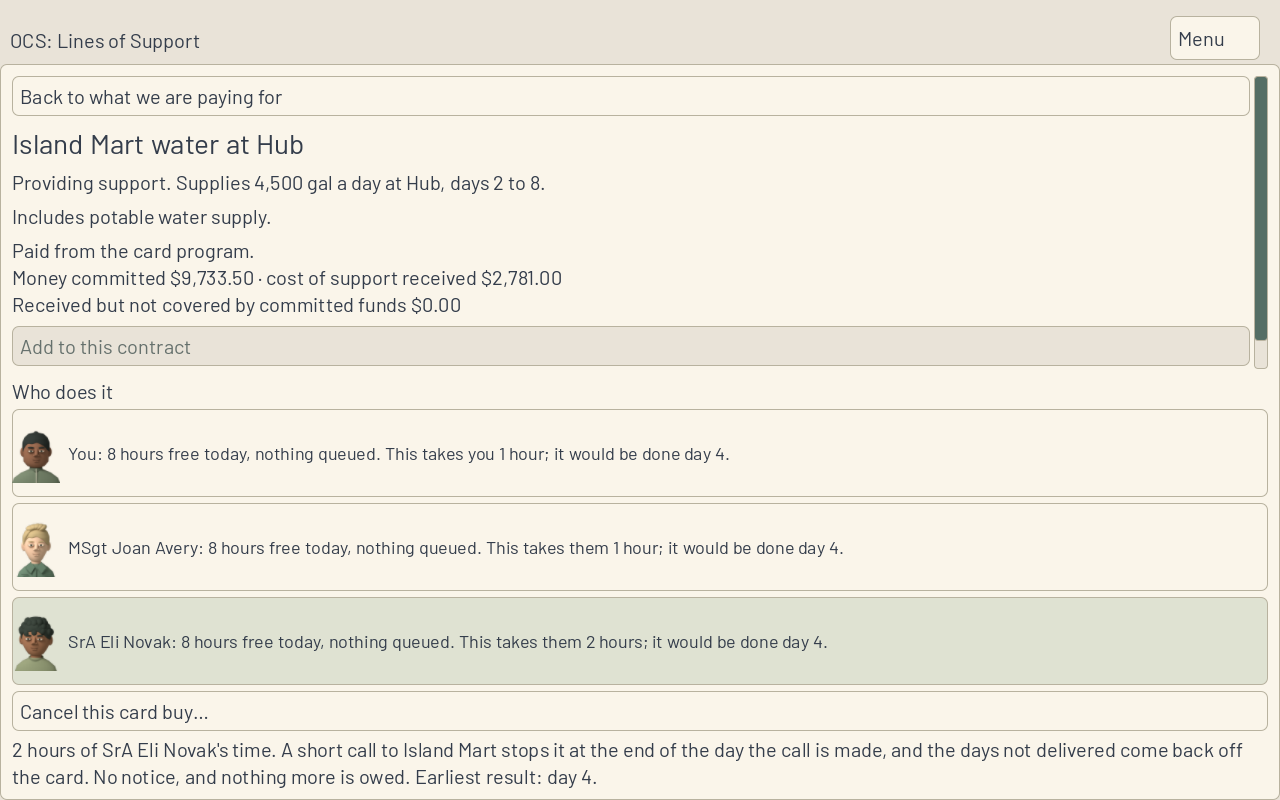 OCS: Lines of Support
Menu
Back to what we are paying for
Island Mart water at Hub
Providing support. Supplies 4,500 gal a day at Hub, days 2 to 8.
Includes potable water supply.
Paid from the card program.
Money committed $9,733.50 · cost of support received $2,781.00
Received but not covered by committed funds $0.00
Add to this contract
Who does it
You: 8 hours free today, nothing queued. This takes you 1 hour; it would be done day 4.
MSgt Joan Avery: 8 hours free today, nothing queued. This takes them 1 hour; it would be done day 4.
SrA Eli Novak: 8 hours free today, nothing queued. This takes them 2 hours; it would be done day 4.
Cancel this card buy...
2 hours of SrA Eli Novak's time. A short call to Island Mart stops it at the end of the day the call is made, and the days not delivered come back off
the card. No notice, and nothing more is owed. Earliest result: day 4.